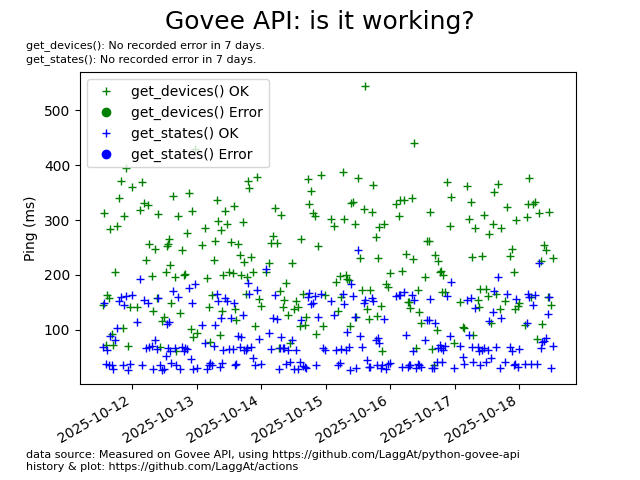 Govee API: is it working?
get_devices(): No recorded error in 7 days.
get_states(): No recorded error in 7 days.
get_devices() OK
get_devices() Error
get_states() OK
get_states() Error
Ping (ms)
500
400
300
200
100
2025-10-12
2025-10-13
2025-10-14
2025-10-15
2025-10-16
2025-10-17
2025-10-18
data source: Measured on Govee API, using https://github.com/LaggAt/python-govee-api
history & plot: https://github.com/LaggAt/actions